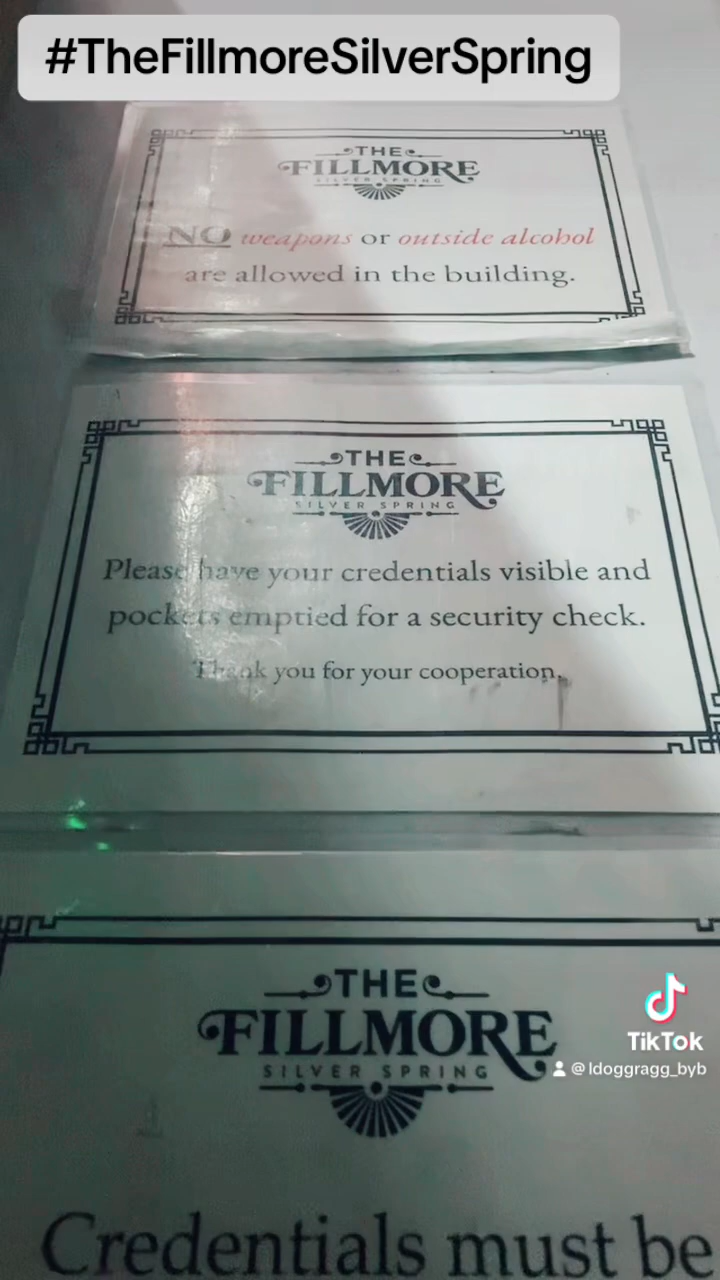 #TheFillmoreSilverSpring
THE
FILLMORE
SILVER SPRING
NO weapons or outside alcohol
are allowed in the building.
THE
FILLMORE
SILVER SPRING
Please have your credentials visible and
pockets emptied for a security check.
Thank you for your cooperation.
THE
FILLMORE
SILVER SPRING
TikTok
@ldoggragg_byb
Credentials must be